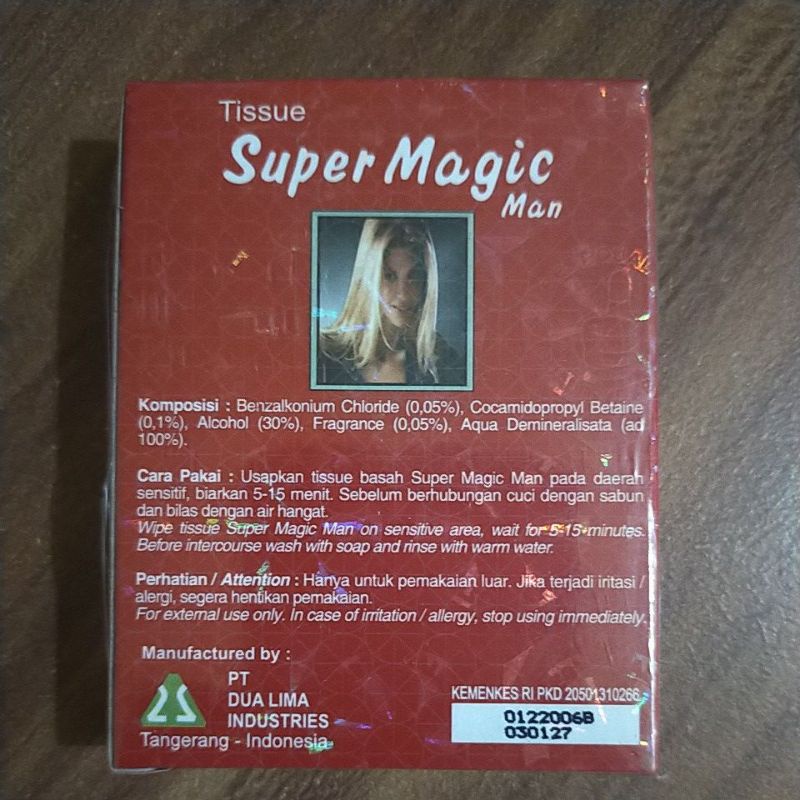 Tissue
Super Magic
Man
Komposisi : Benzalkonium Chloride (0,05%), Cocamidopropyl Betaine
(0,1%), Alcohol (30%), Fragrance (0,05%), Aqua Demineralisata (ad
100%).
Cara Pakai : Usapkan tissue basah Super Magic Man pada daerah
sensitif, biarkan 5-15 menit. Sebelum berhubungan cuci dengan sabun
dan bilas dengan air hangat.
Wipe tissue Super Magic Man on sensitive area, wait for 5-15 minutes.
Before intercourse wash with soap and rinse with warm water.
Perhatian / Attention : Hanya untuk pemakaian luar. Jika terjadi iritasi /
alergi, segera hentikan pemakaian.
For external use only. In case of irritation / allergy, stop using immediately.
Manufactured by :
PT
DUA LIMA
INDUSTRIES
Tangerang - Indonesia
KEMENKES RI PKD 20501310266
0122006B
030127